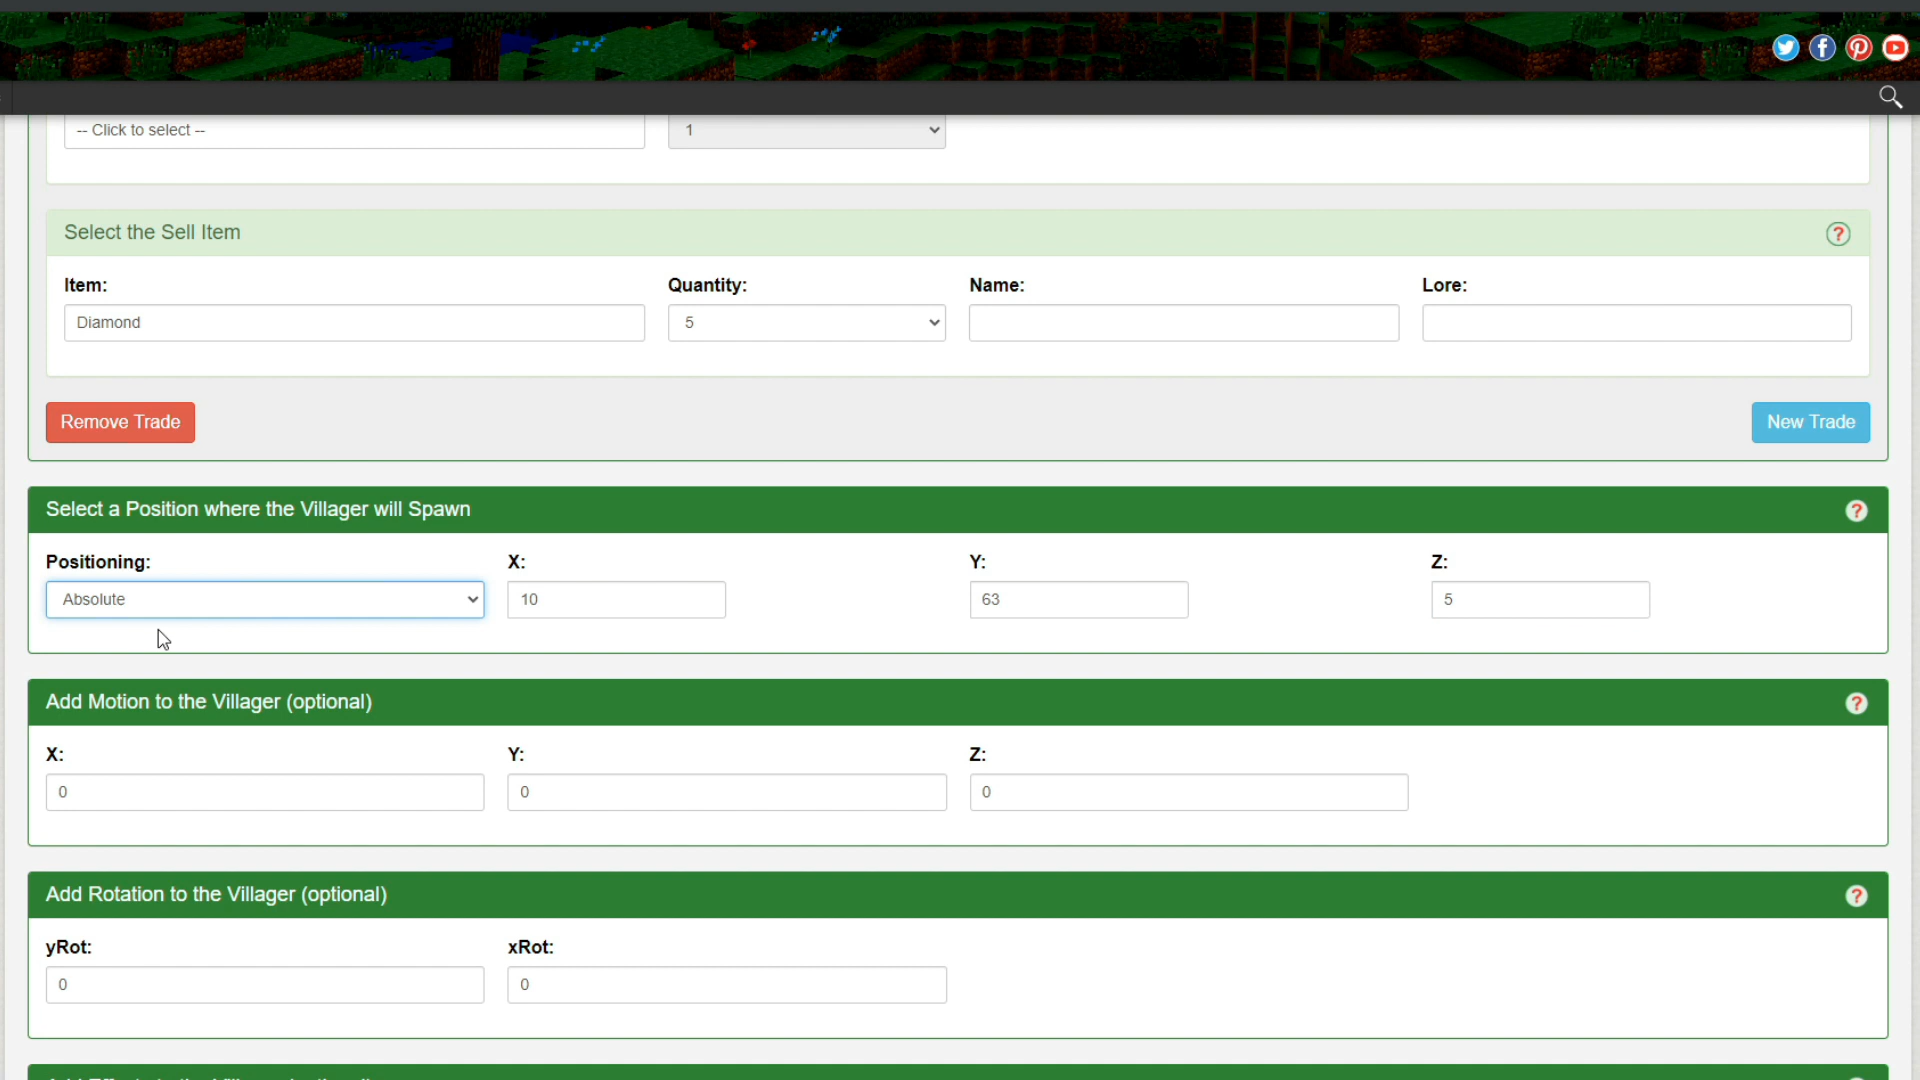 -- Click to select --
1
Select the Sell Item
?
Item:
Quantity:
Name:
Lore:
Diamond
5
Remove Trade
New Trade
Select a Position where the Villager will Spawn
?
Positioning:
X:
Y:
Z:
Absolute
10
63
5
Add Motion to the Villager (optional)
?
X:
Y:
Z:
0
0
0
Add Rotation to the Villager (optional)
?
yRot:
xRot:
0
0